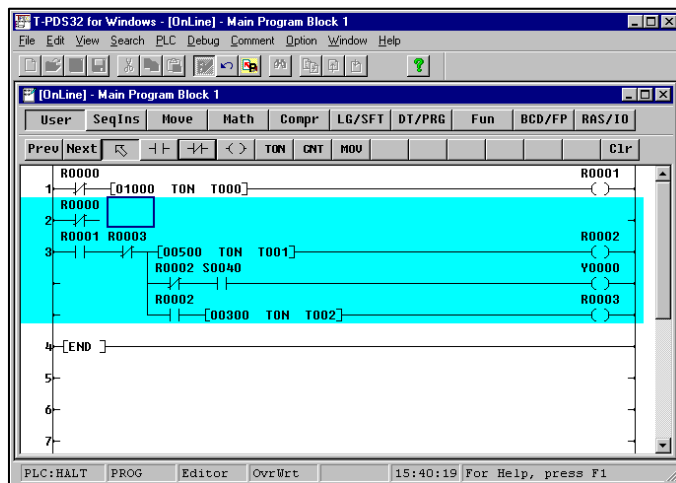 T-PDS32 for Windows - [OnLine] - Main Program Block 1
File Edit View Search PLC Debug Comment Option Window Help
[OnLine] - Main Program Block 1
User SeqIns Move Math Compr LG/SFT DT/PRG Fun BCD/FP RAS/IO
Prev Next TON CNT MOV Clr
R0000 R0001
1 [01000 TON T000]
R0000
2
R0001 R0003 R0002
3 [00500 TON T001]
R0002 S0040 Y0000
R0002 R0003
[00300 TON T002]
4 [END ]
5
6
7
PLC:HALT PROG Editor OvrWrt 15:40:19 For Help, press F1